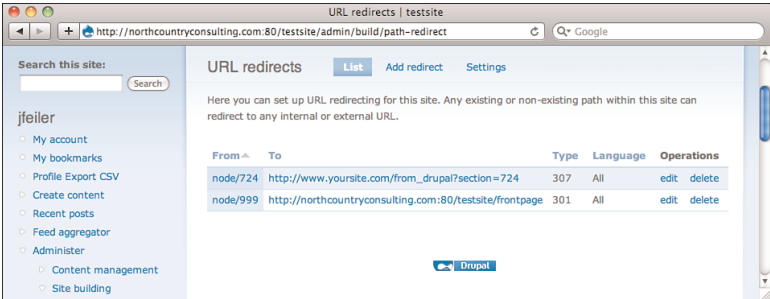 URL redirects | testsite
http://northcountryconsulting.com:80/testsite/admin/build/path-redirect
Google
Search this site:
Search
jfeiler
My account
My bookmarks
Profile Export CSV
Create content
Recent posts
Feed aggregator
Administer
Content management
Site building
URL redirects List Add redirect Settings
Here you can set up URL redirecting for this site. Any existing or non-existing path within this site can
redirect to any internal or external URL.
From To Type Language Operations
node/724 http://www.yoursite.com/from_drupal?section=724 307 All edit delete
node/999 http://northcountryconsulting.com:80/testsite/frontpage 301 All edit delete
Drupal